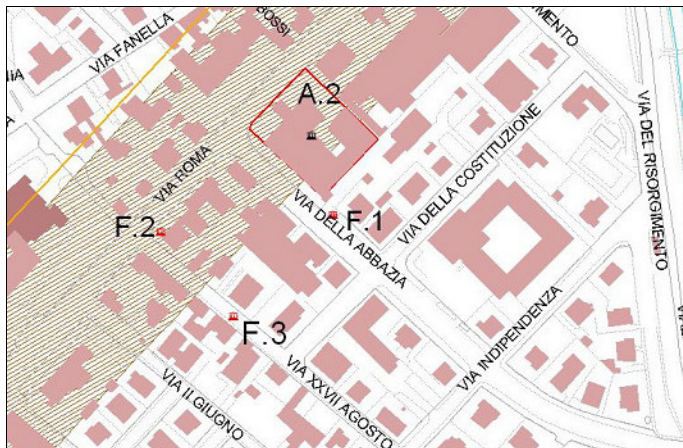 ROSSI
VIA FANELLA
A.2
VIA ROMA
VIA DEL RISORGIMENTO
VIA DELLA COSTITUZIONE
F.1
F.2
VIA DELLA ABBAZIA
VIA INDIPENDENZA
F.3
VIA XXVII AGOSTO
VIA II GIUGNO